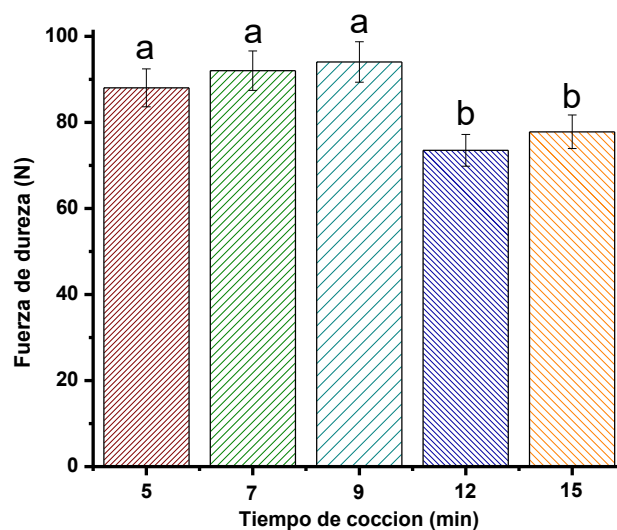 100
80
60
40
20
0
Fuerza de dureza (N)
a
a
a
b
b
5
7
9
12
15
Tiempo de coccion (min)